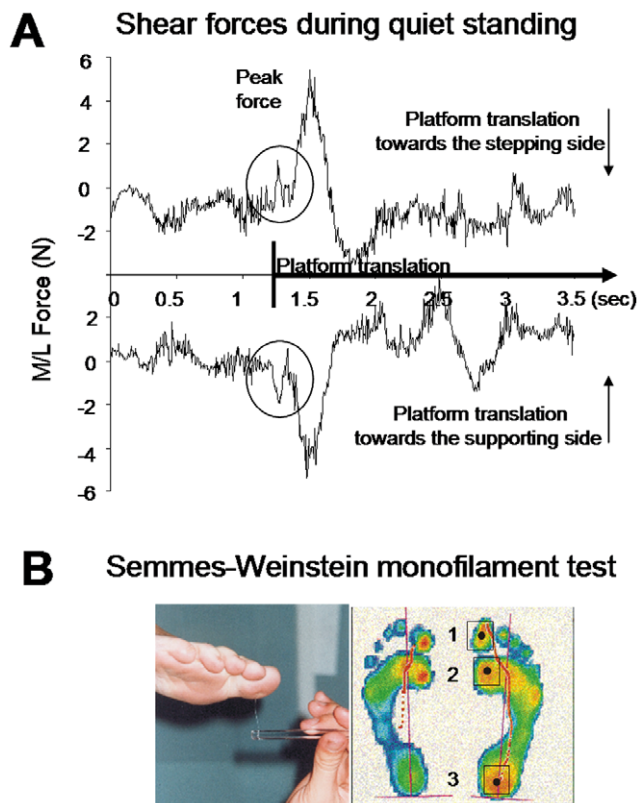 A
Shear forces during quiet standing
Peak
force
Platform translation
towards the stepping side
6
4
2
0
-2
M/L Force (N)
Platform translation
0 0.5 1 1.5 2 2.5 3 3.5 (sec)
2
0
-2
-4
-6
Platform translation
towards the supporting side
B
Semmes-Weinstein monofilament test
1
2
3